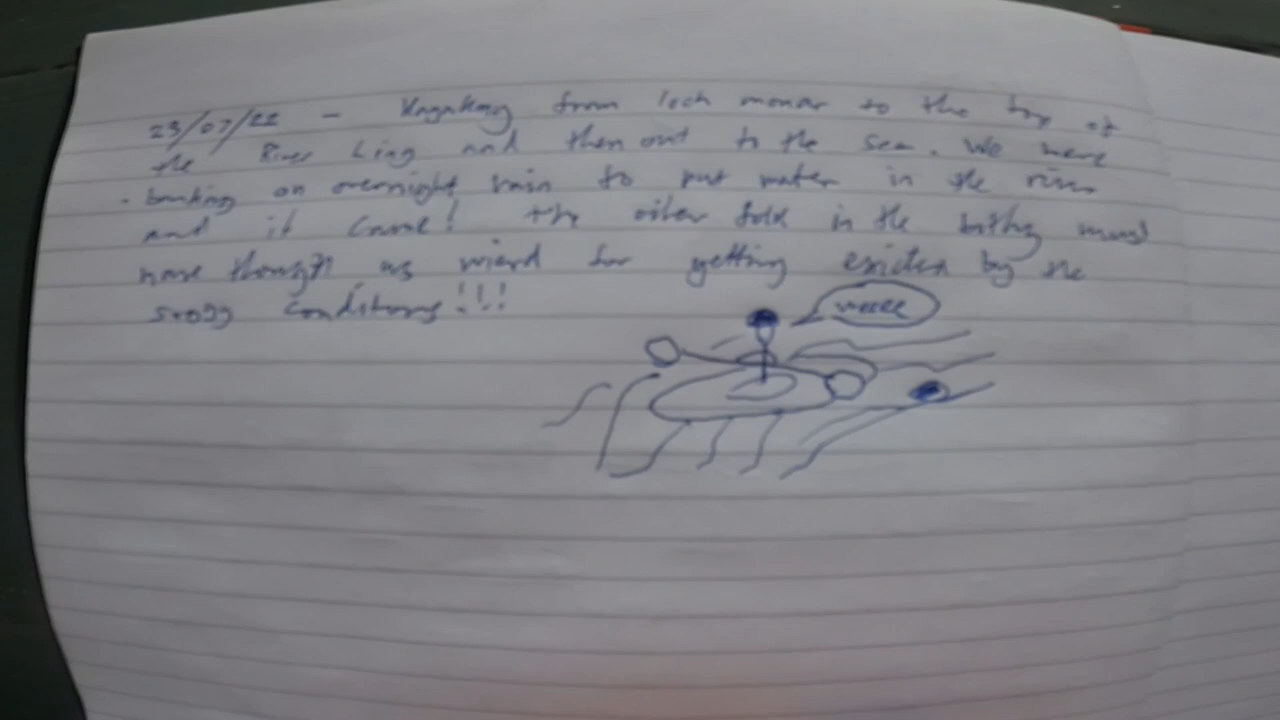 23/07/22 - Kayaking from loch monar to the top of
the River Ling and then out to the sea. We were
banking on overnight rain to put water in the river
and it came! The other folk in the bothy must
have thought us wierd for getting excited by the
soggy conditions!!!
weeee